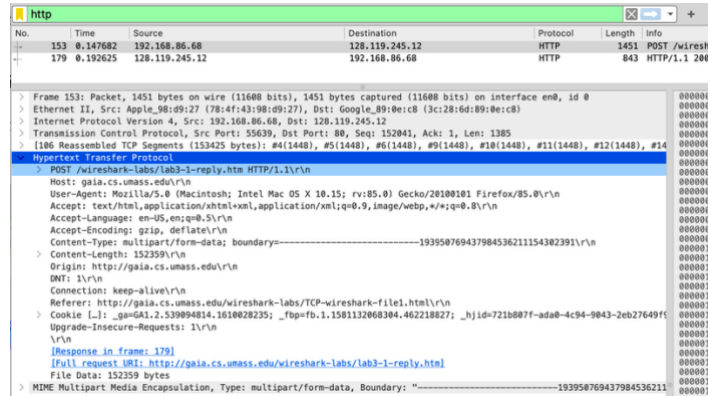 http
No. Time Source Destination Protocol Length Info
153 0.147682 192.168.86.68 128.119.245.12 HTTP 1451 POST /wiresh
179 0.192625 128.119.245.12 192.168.86.68 HTTP 843 HTTP/1.1 200
Frame 153: Packet, 1451 bytes on wire (11608 bits), 1451 bytes captured (11608 bits) on interface en0, id 0
Ethernet II, Src: Apple_98:d9:27 (78:4f:43:98:d9:27), Dst: Google_89:0e:c8 (3c:28:6d:89:0e:c8)
Internet Protocol Version 4, Src: 192.168.86.68, Dst: 128.119.245.12
Transmission Control Protocol, Src Port: 55639, Dst Port: 80, Seq: 152041, Ack: 1, Len: 1385
[106 Reassembled TCP Segments (153425 bytes): #4(1448), #5(1448), #6(1448), #9(1448), #10(1448), #11(1448), #12(1448), #14
Hypertext Transfer Protocol
POST /wireshark-labs/lab3-1-reply.htm HTTP/1.1\r\n
Host: gaia.cs.umass.edu\r\n
User-Agent: Mozilla/5.0 (Macintosh; Intel Mac OS X 10.15; rv:85.0) Gecko/20100101 Firefox/85.0\r\n
Accept: text/html,application/xhtml+xml,application/xml;q=0.9,image/webp,*/*;q=0.8\r\n
Accept-Language: en-US,en;q=0.5\r\n
Accept-Encoding: gzip, deflate\r\n
Content-Type: multipart/form-data; boundary=---------------------------193950769437984536211154302391\r\n
Content-Length: 152359\r\n
Origin: http://gaia.cs.umass.edu\r\n
DNT: 1\r\n
Connection: keep-alive\r\n
Referer: http://gaia.cs.umass.edu/wireshark-labs/TCP-wireshark-file1.html\r\n
Cookie […]: _ga=GA1.2.539094814.1610028235; _fbp=fb.1.1581132068304.462218827; _hjid=721b807f-ada0-4c94-9043-2eb27649f9
Upgrade-Insecure-Requests: 1\r\n
\r\n
[Response in frame: 179]
[Full request URI: http://gaia.cs.umass.edu/wireshark-labs/lab3-1-reply.htm]
File Data: 152359 bytes
MIME Multipart Media Encapsulation, Type: multipart/form-data, Boundary: "---------------------------193950769437984536211